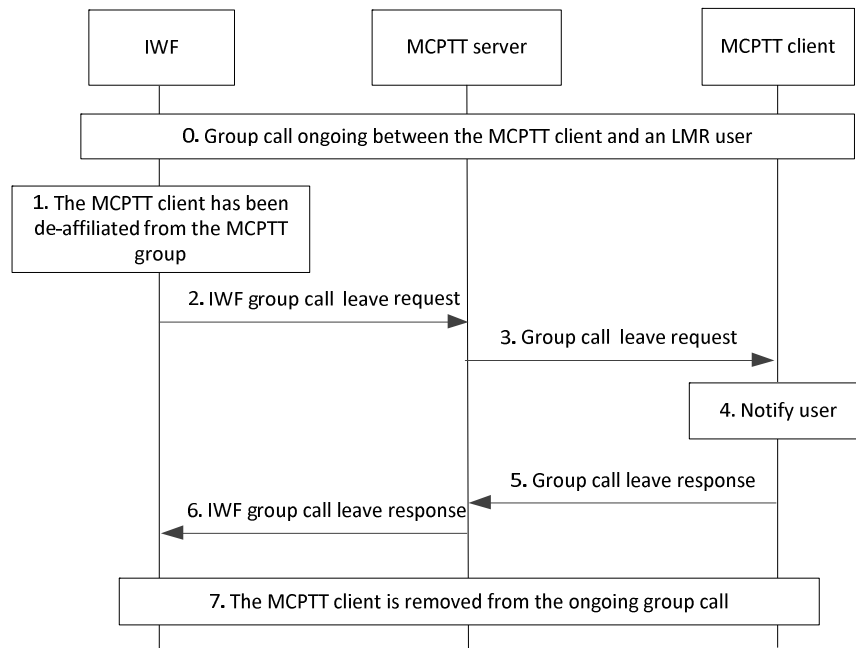 IWF
MCPTT server
MCPTT client
0. Group call ongoing between the MCPTT client and an LMR user
1. The MCPTT client has been
de-affiliated from the MCPTT
group
2. IWF group call leave request
3. Group call leave request
4. Notify user
5. Group call leave response
6. IWF group call leave response
7. The MCPTT client is removed from the ongoing group call